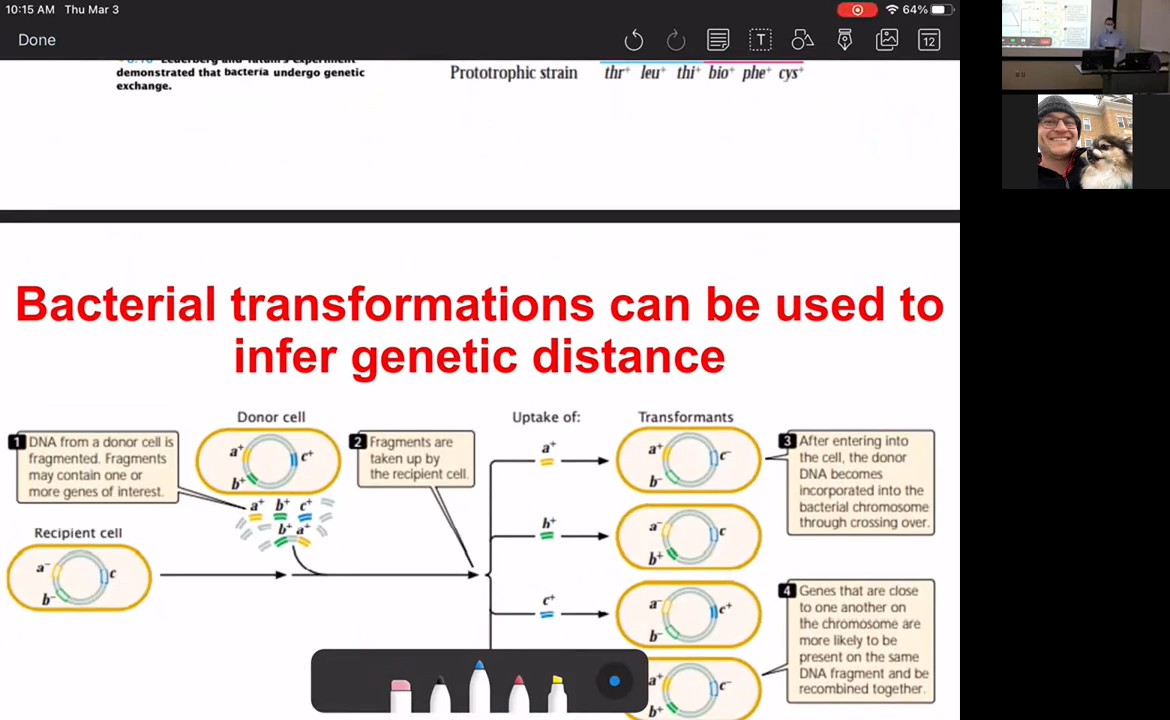 10:15 AM Thu Mar 3
64%
Done
T
12
demonstrated that bacteria undergo genetic
exchange.
Prototrophic strain thr⁺ leu⁺ thi⁺ bio⁺ phe⁺ cys⁺
Bacterial transformations can be used to
infer genetic distance
Donor cell
Uptake of:
Transformants
1 DNA from a donor cell is
fragmented. Fragments
may contain one or
more genes of interest.
a⁺
c⁺
b⁺
2 Fragments are
taken up by
the recipient cell.
a⁺
a⁺
c⁻
b⁻
3 After entering into
the cell, the donor
DNA becomes
incorporated into the
bacterial chromosome
through crossing over.
a⁺ b⁺ c⁺
b⁺ a⁺
Recipient cell
a⁻
c
b⁻
b⁺
a⁻
c
b⁺
c⁺
a⁻
c⁺
b⁻
4 Genes that are close
to one another on
the chromosome are
more likely to be
present on the same
DNA fragment and be
recombined together.
a⁺
c⁻
b⁺